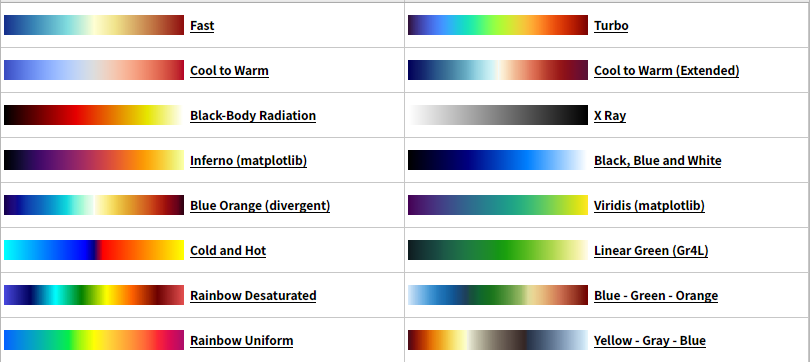 Fast
Turbo
Cool to Warm
Cool to Warm (Extended)
Black-Body Radiation
X Ray
Inferno (matplotlib)
Black, Blue and White
Blue Orange (divergent)
Viridis (matplotlib)
Cold and Hot
Linear Green (Gr4L)
Rainbow Desaturated
Blue - Green - Orange
Rainbow Uniform
Yellow - Gray - Blue